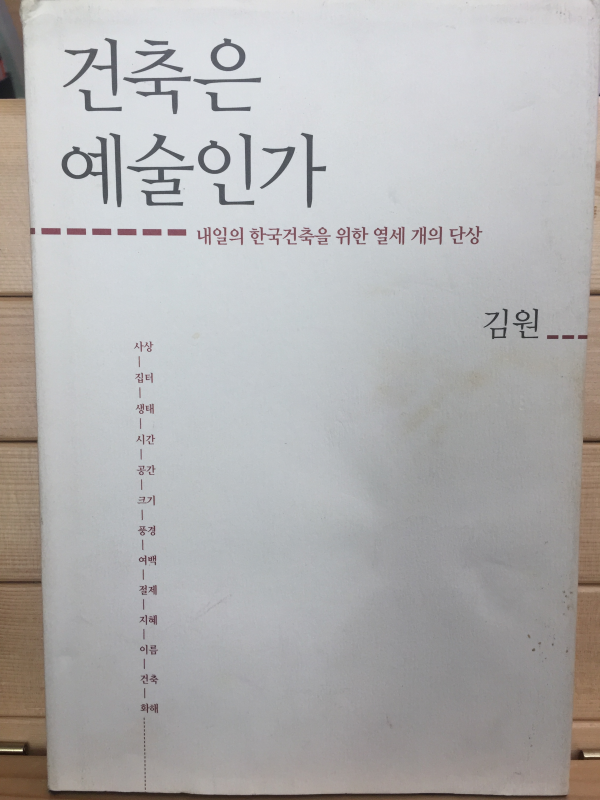 건축은
예술인가
내일의 한국건축을 위한 열세 개의 단상
김원
사상
집터
생태
시간
공간
크기
풍경
여백
절제
지혜
이름
건축
화해